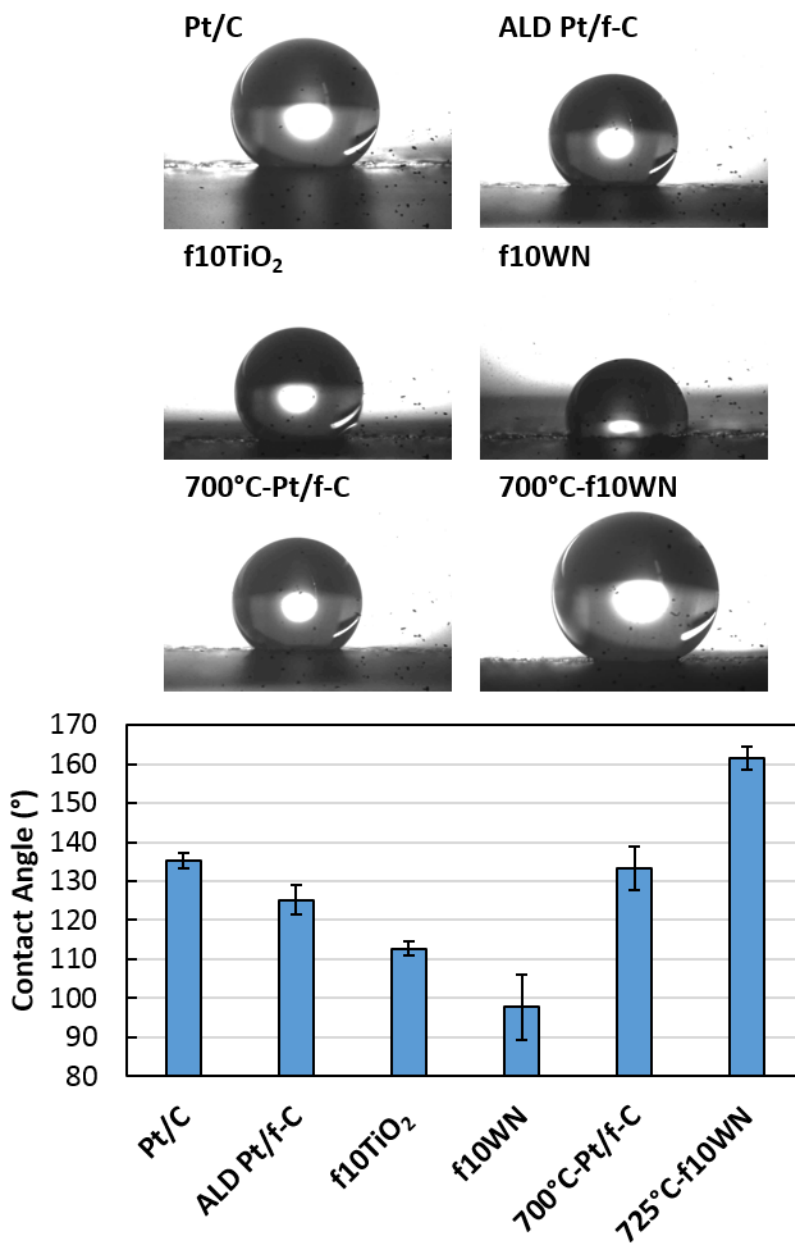 Pt/C
ALD Pt/f-C
f10TiO₂
f10WN
700°C-Pt/f-C
700°C-f10WN
170
160
150
140
130
120
110
100
90
80
Contact Angle (°)
Pt/C
ALD Pt/f-C
f10TiO₂
f10WN
700°C-Pt/f-C
725°C-f10WN